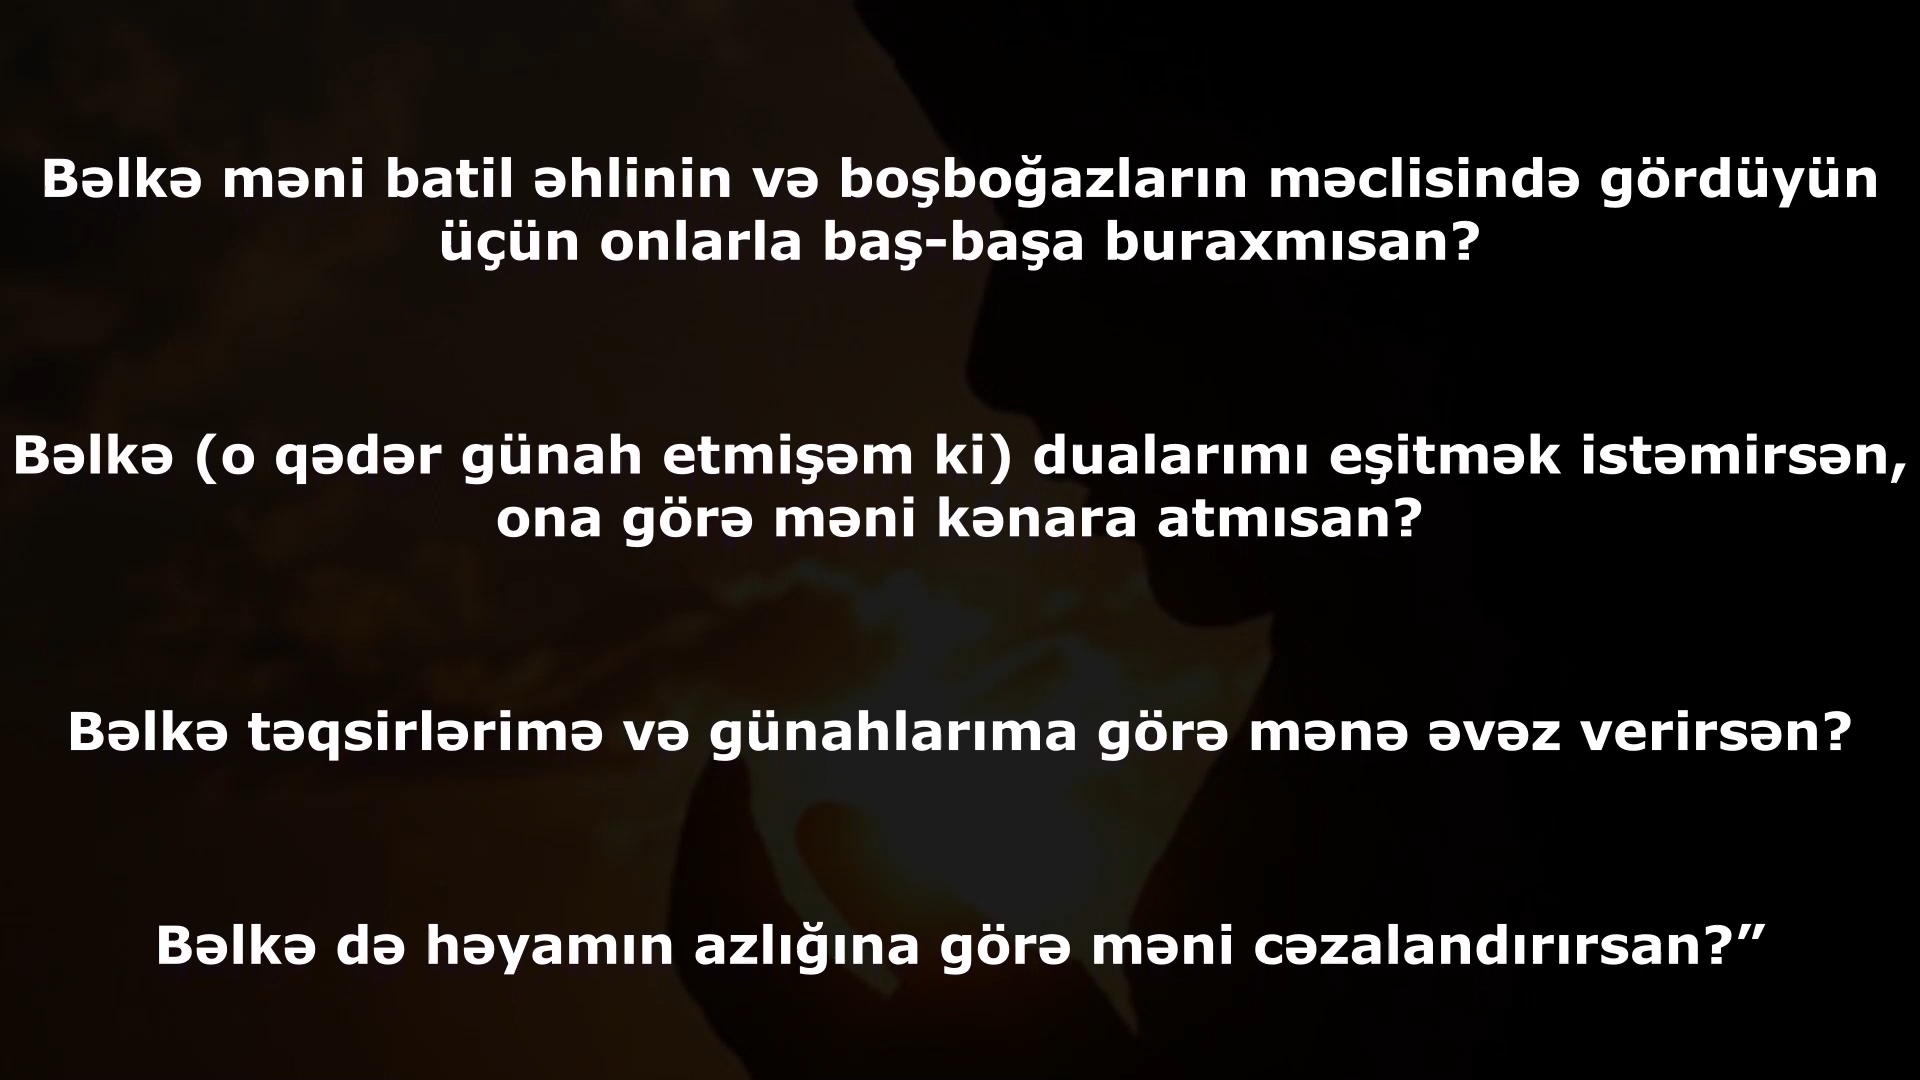 Bəlkə məni batil əhlinin və boşboğazların məclisində gördüyün
üçün onlarla baş-başa buraxmısan?
Bəlkə (o qədər günah etmişəm ki) dualarımı eşitmək istəmirsən,
ona görə məni kənara atmısan?
Bəlkə təqsirlərimə və günahlarıma görə mənə əvəz verirsən?
Bəlkə də həyamın azlığına görə məni cəzalandırırsan?”